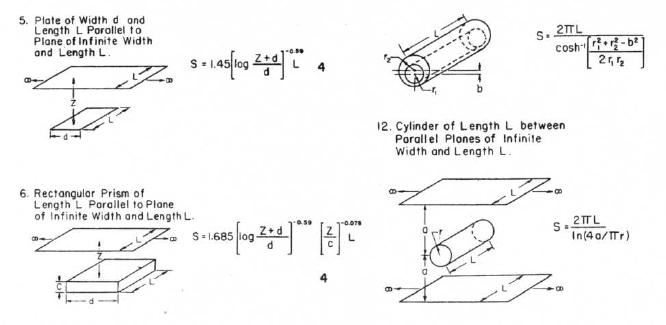 5. Plate of Width d and
Length L Parallel to
Plane of Infinite Width
and Length L.
∞
L
∞
Z
L
d
S = 1.45 [log (Z+d)/d]^-0.59 L
4
6. Rectangular Prism of
Length L Parallel to Plane
of Infinite Width and Length L.
∞
L
∞
Z
C
L
d
S = 1.685 [log (Z+d)/d]^-0.59 [Z/c]^-0.078 L
4
L
r₂
r₁
b
S = 2πL / cosh⁻¹ [(r₁² + r₂² - b²) / (2 r₁ r₂)]
12. Cylinder of Length L between
Parallel Planes of Infinite
Width and Length L.
∞
L
∞
a
r
L
a
∞
L
∞
S = 2πL / ln(4a/πr)